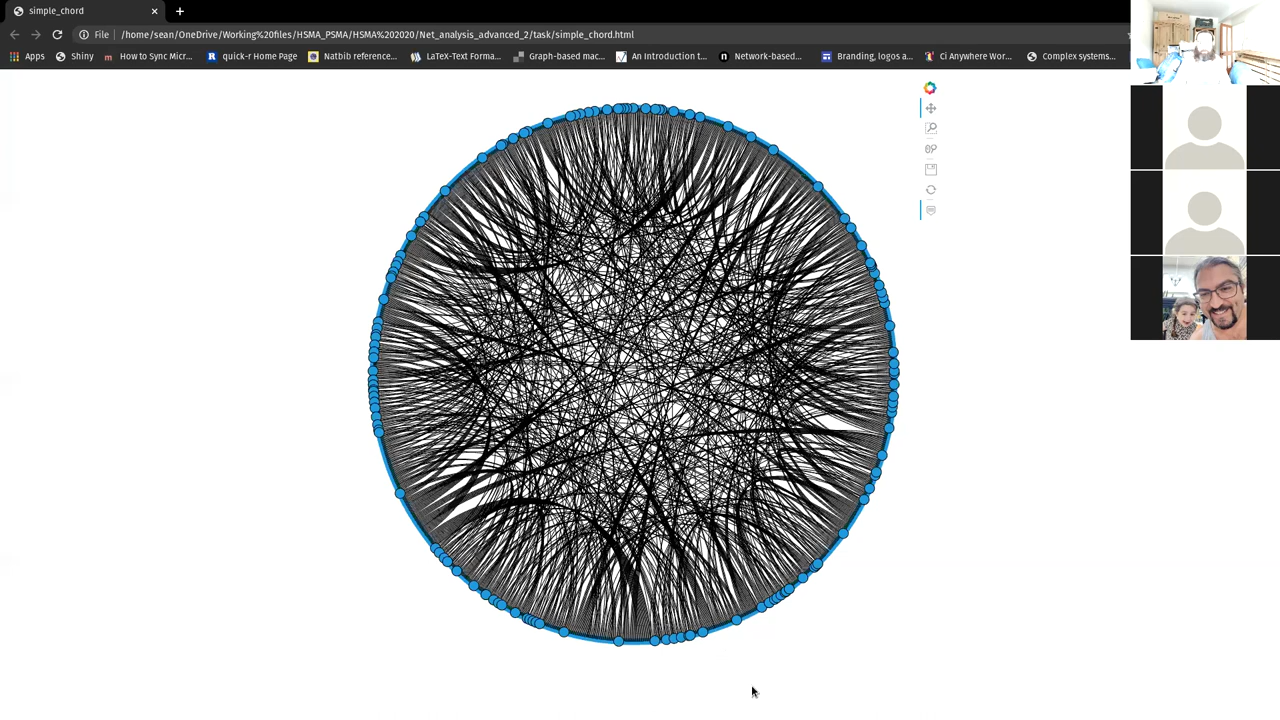 simple_chord
File /home/sean/OneDrive/Working%20files/HSMA_PSMA/HSMA%202020/Net_analysis_advanced_2/task/simple_chord.html
Apps Shiny How to Sync Micr... quick-r Home Page Natbib reference... LaTeX-Text Forma... Graph-based mac... An Introduction t... Network-based... Branding, logos a... Ci Anywhere Wor... Complex systems...